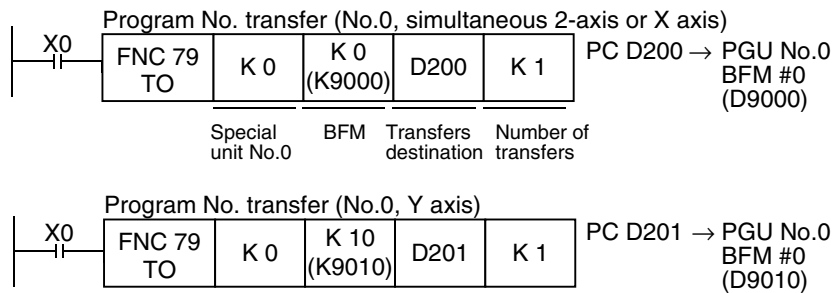 Program No. transfer (No.0, simultaneous 2-axis or X axis)
X0
FNC 79
TO
K 0
K 0
(K9000)
D200
K 1
PC D200 → PGU No.0
BFM #0
(D9000)
Special
unit No.0
BFM
Transfers
destination
Number of
transfers
Program No. transfer (No.0, Y axis)
X0
FNC 79
TO
K 0
K 10
(K9010)
D201
K 1
PC D201 → PGU No.0
BFM #0
(D9010)